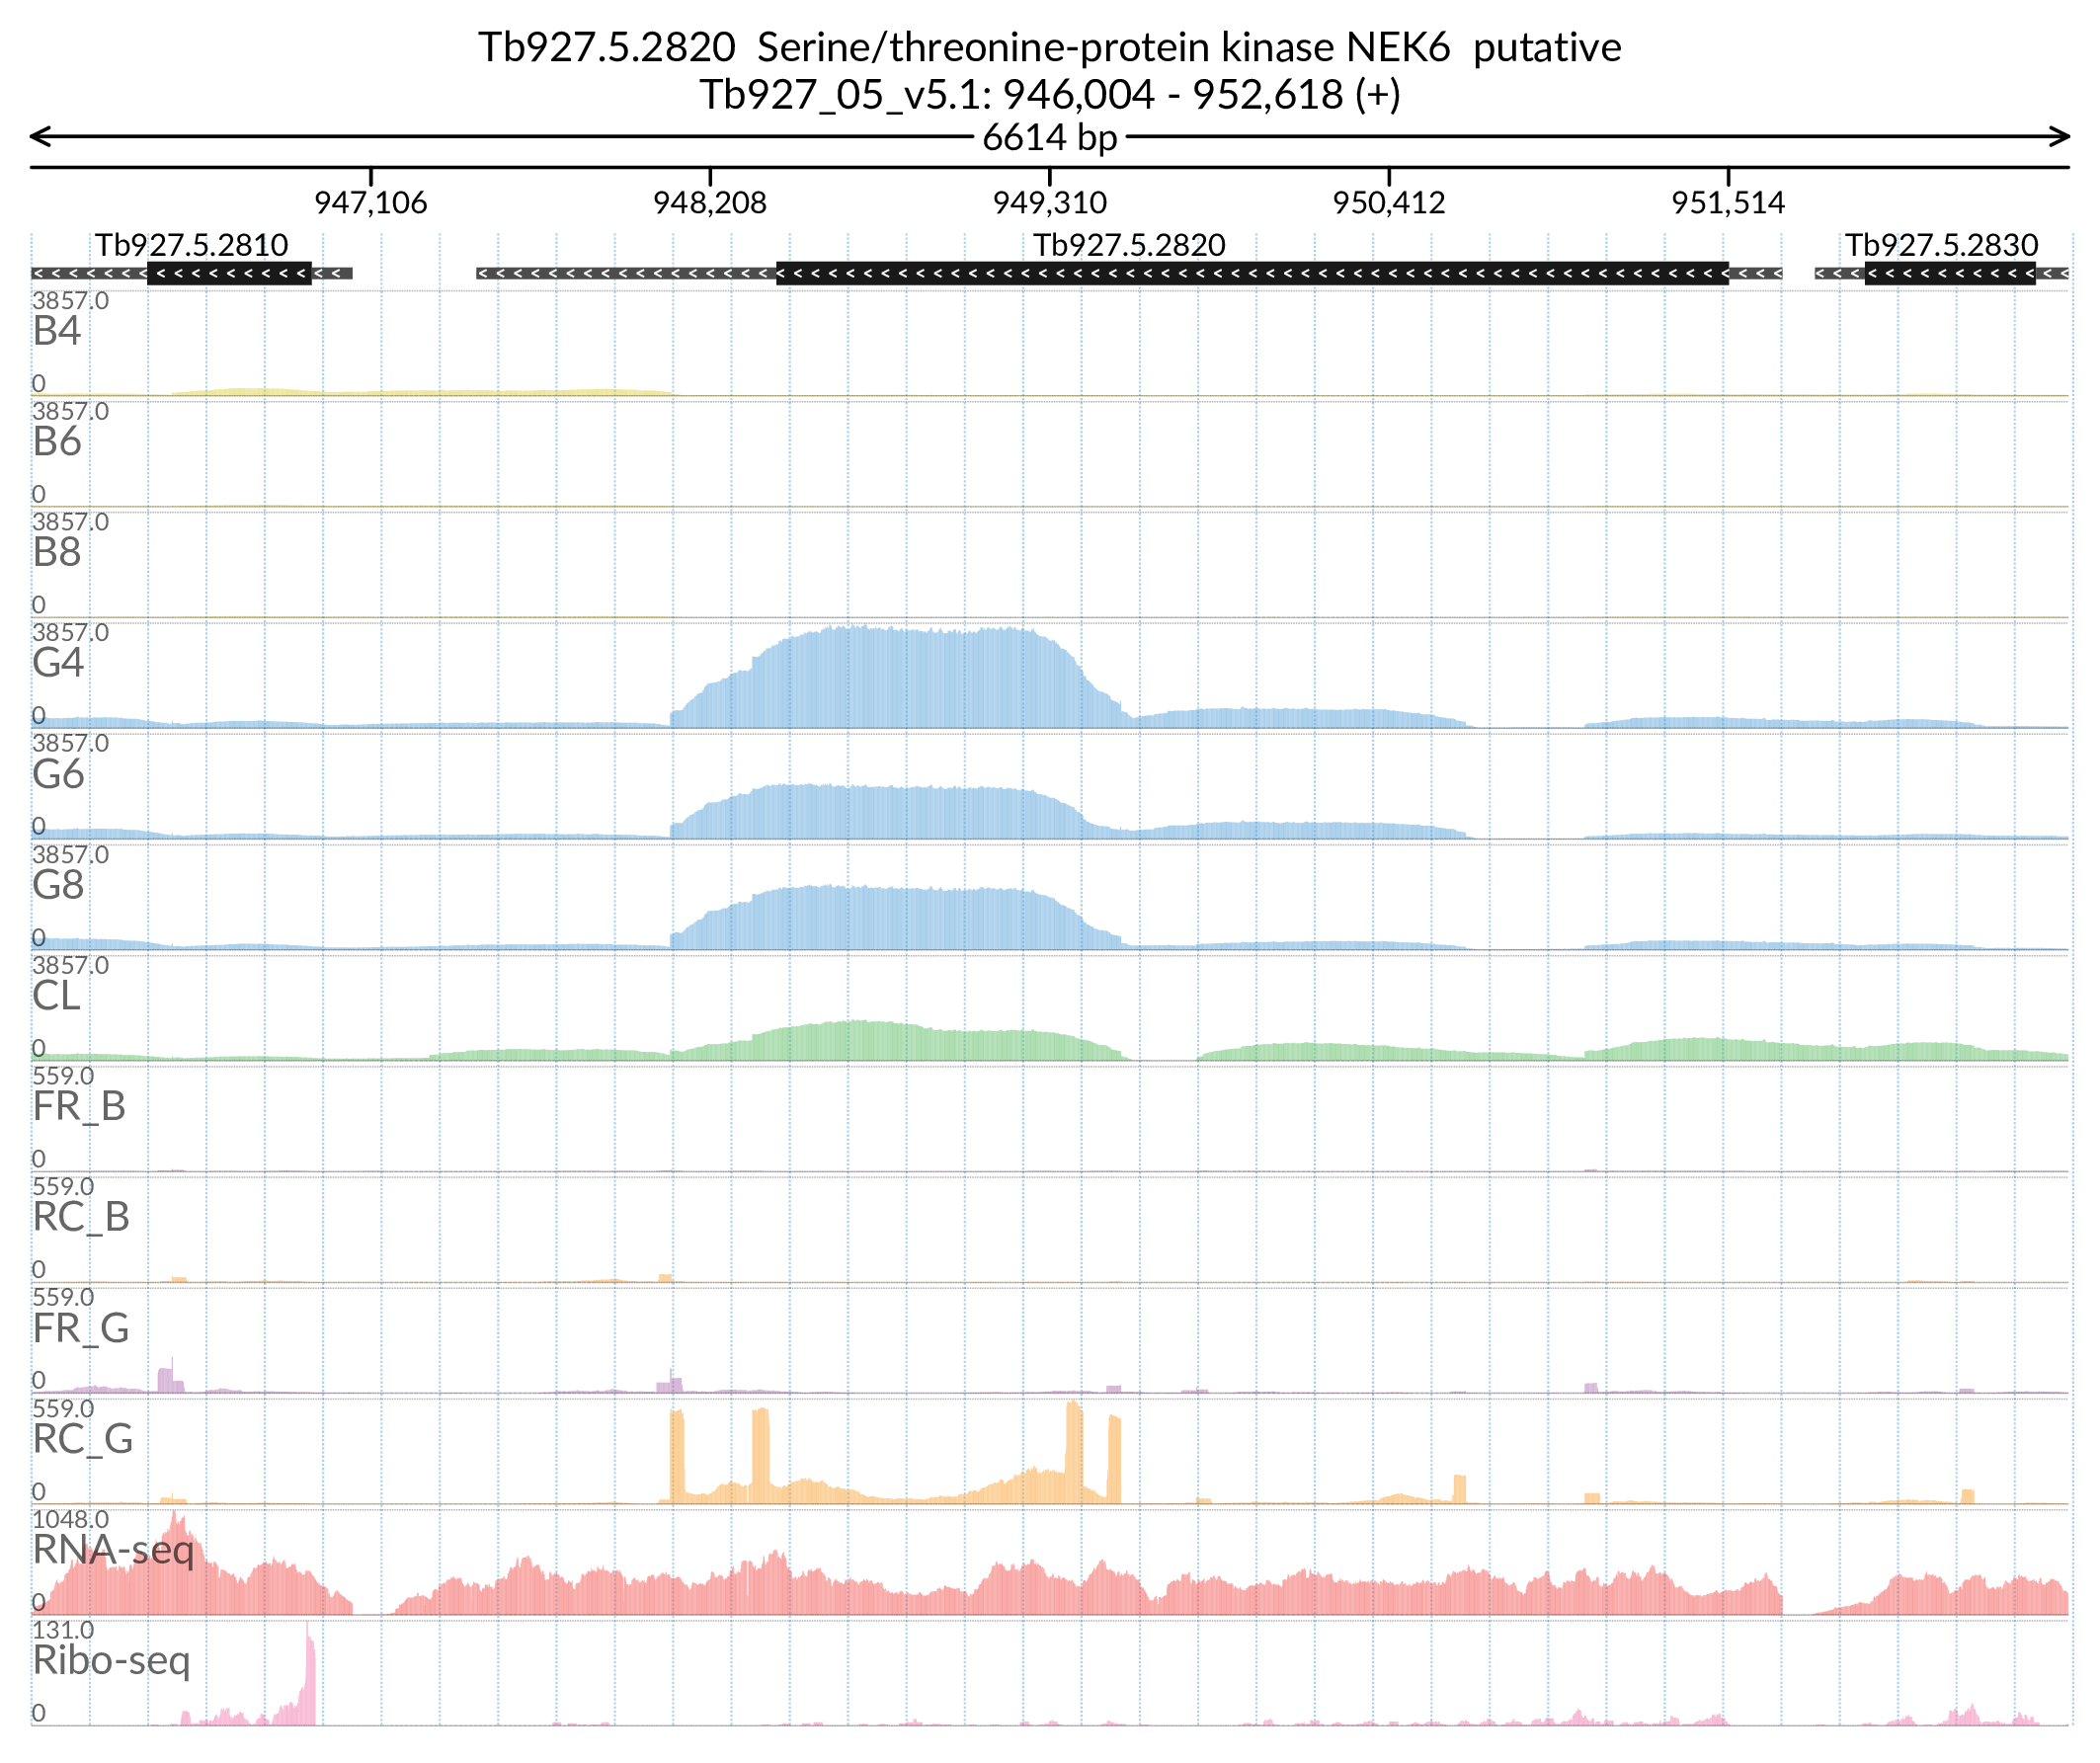 Tb927.5.2820  Serine/threonine-protein kinase NEK6  putative
Tb927_05_v5.1: 946,004 - 952,618 (+)
6614 bp
947,106 948,208 949,310 950,412 951,514
Tb927.5.2810 Tb927.5.2820 Tb927.5.2830
3857.0
B4
0
3857.0
B6
0
3857.0
B8
0
3857.0
G4
0
3857.0
G6
0
3857.0
G8
0
3857.0
CL
0
559.0
FR_B
0
559.0
RC_B
0
559.0
FR_G
0
559.0
RC_G
0
1048.0
RNA-seq
0
131.0
Ribo-seq
0